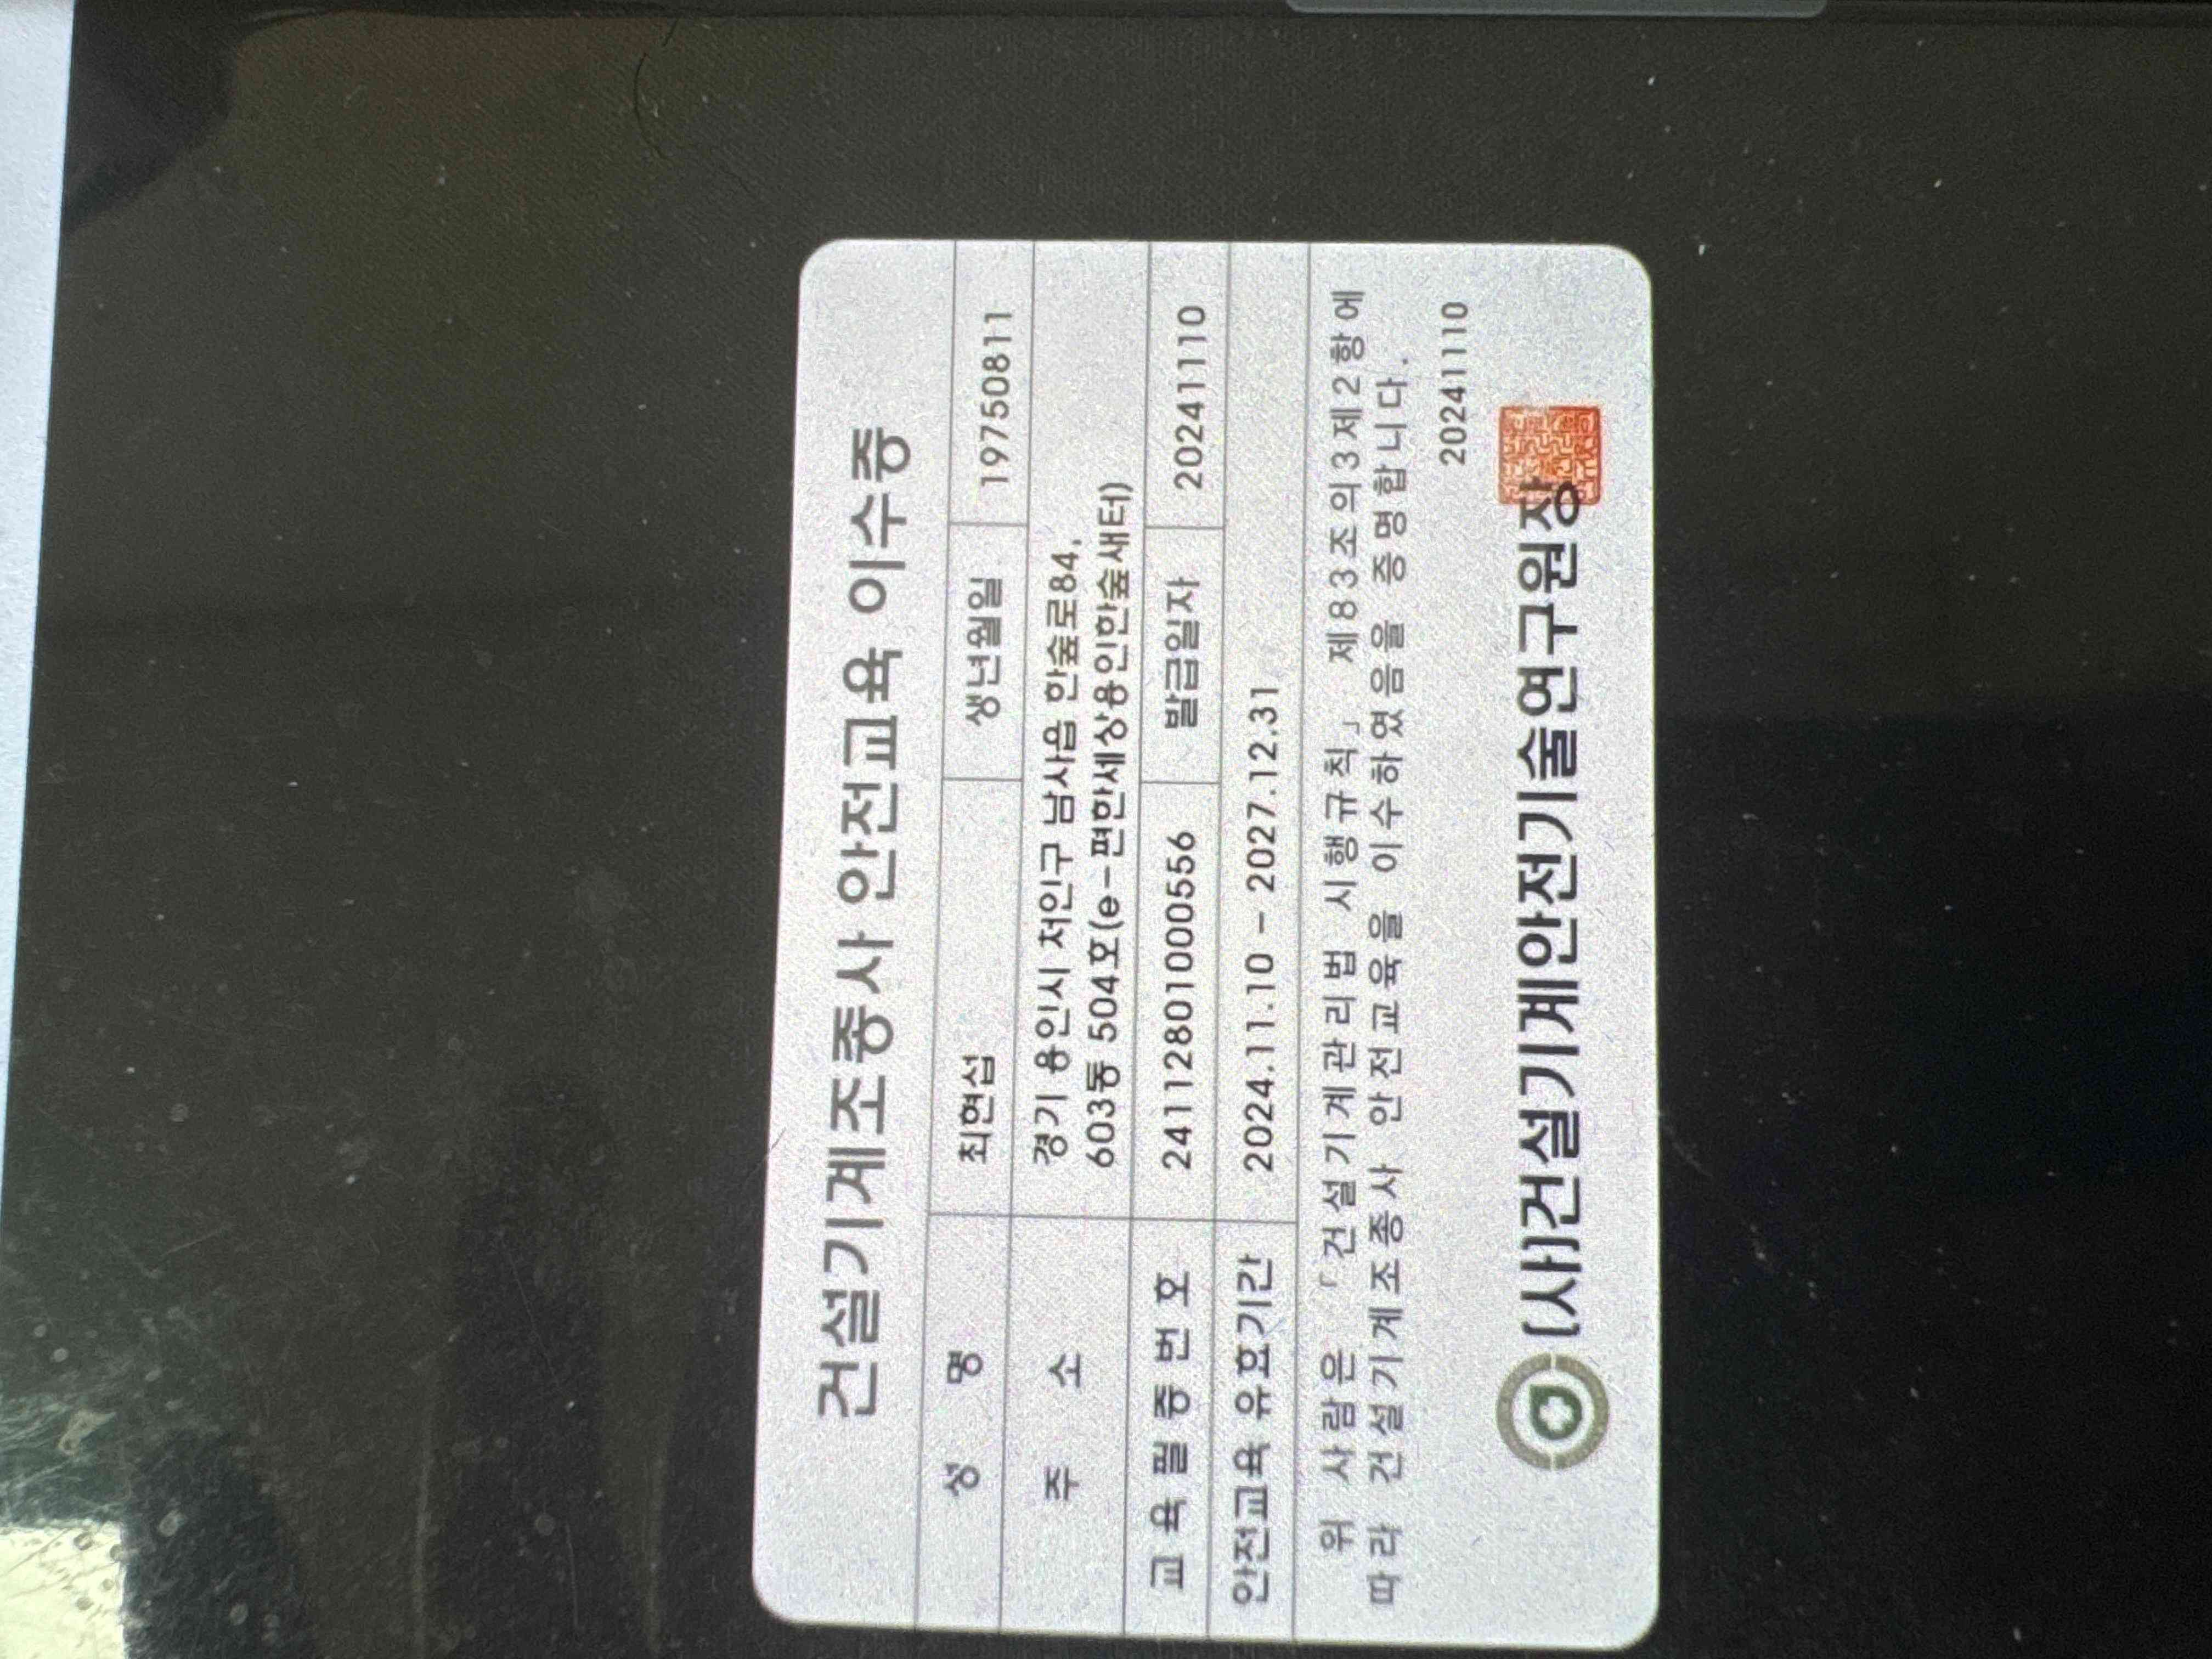 건설기계조종사 안전교육 이수증
성 명 최현섭 생년월일 19750811
주 소 경기 용인시 처인구 남사읍 한숲로84,
603동 504호(e-편한세상용인한숲새터)
교육필증번호 2411280100​0556 발급일자 20241110
안전교육 유효기간 2024.11.10 - 2027.12.31
위 사람은 「건설기계관리법 시행규칙」 제83조의3제2항에
따라 건설기계조종사 안전교육을 이수하였음을 증명합니다.
20241110
(사)건설기계안전기술연구원장